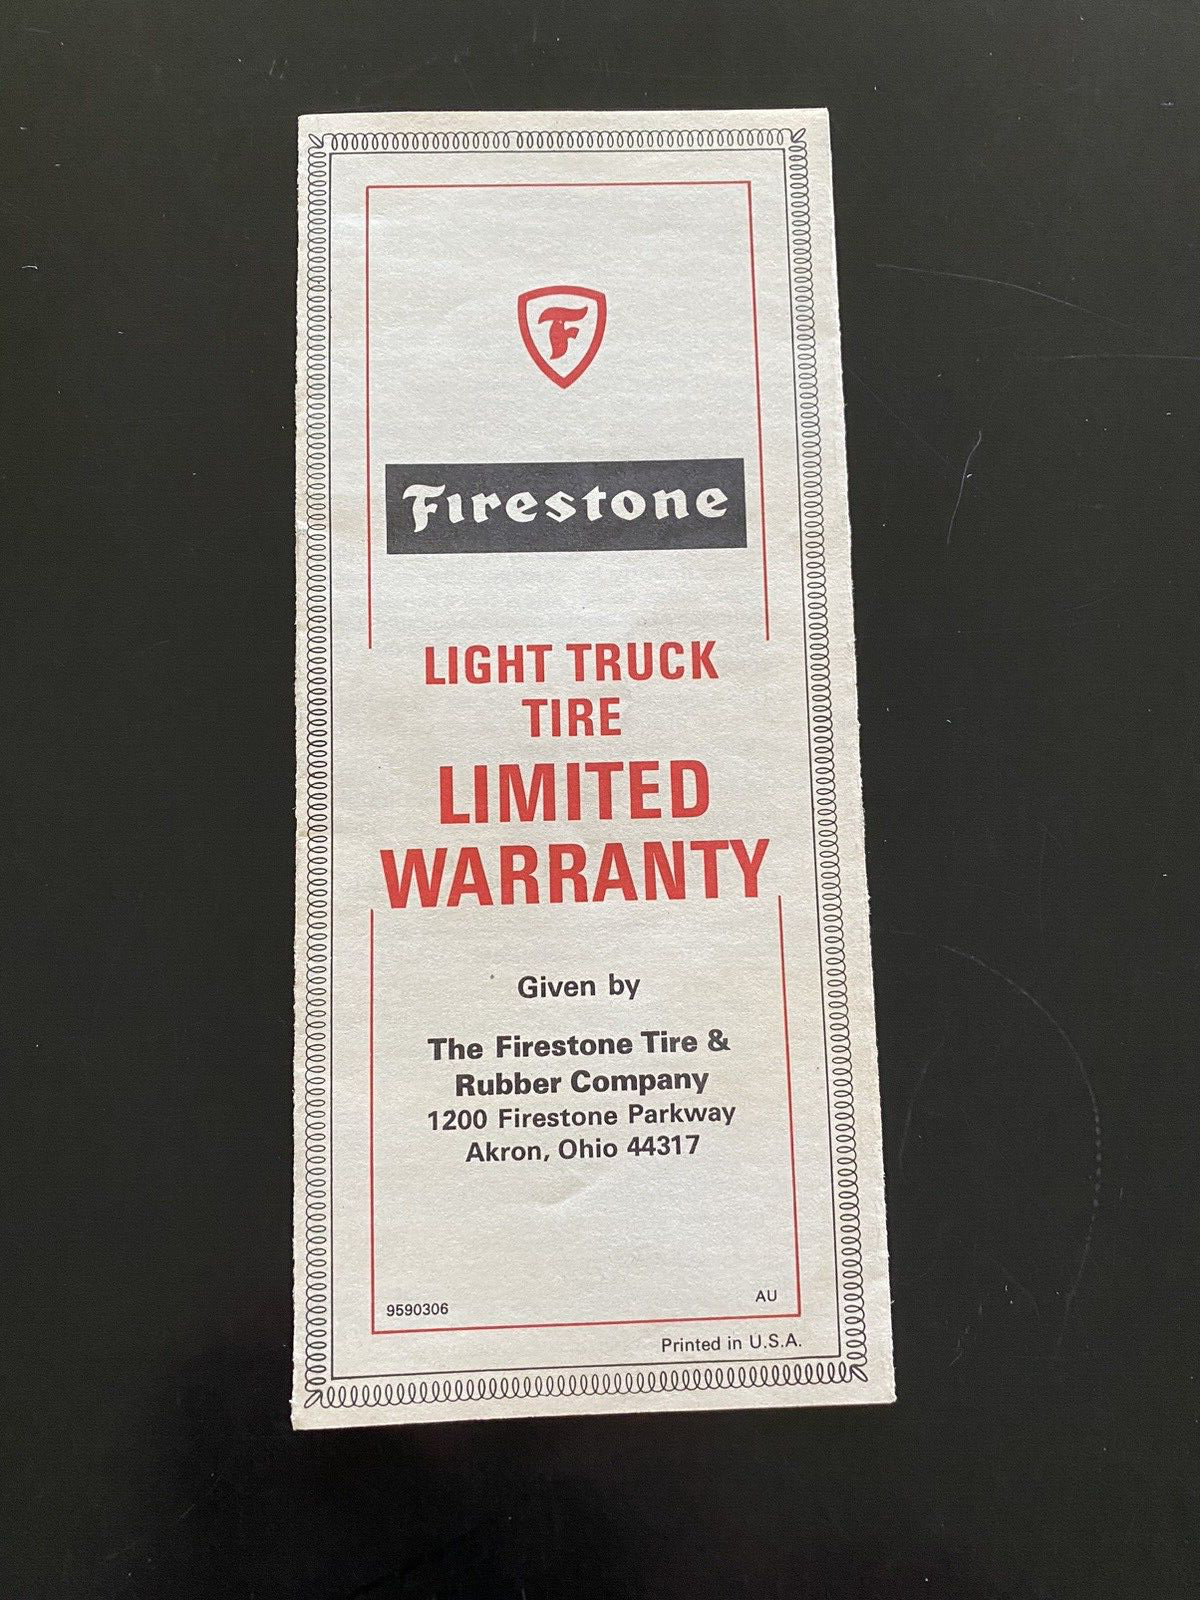 F
Firestone
LIGHT TRUCK
TIRE
LIMITED
WARRANTY
Given by
The Firestone Tire &
Rubber Company
1200 Firestone Parkway
Akron, Ohio 44317
9590306
AU
Printed in U.S.A.